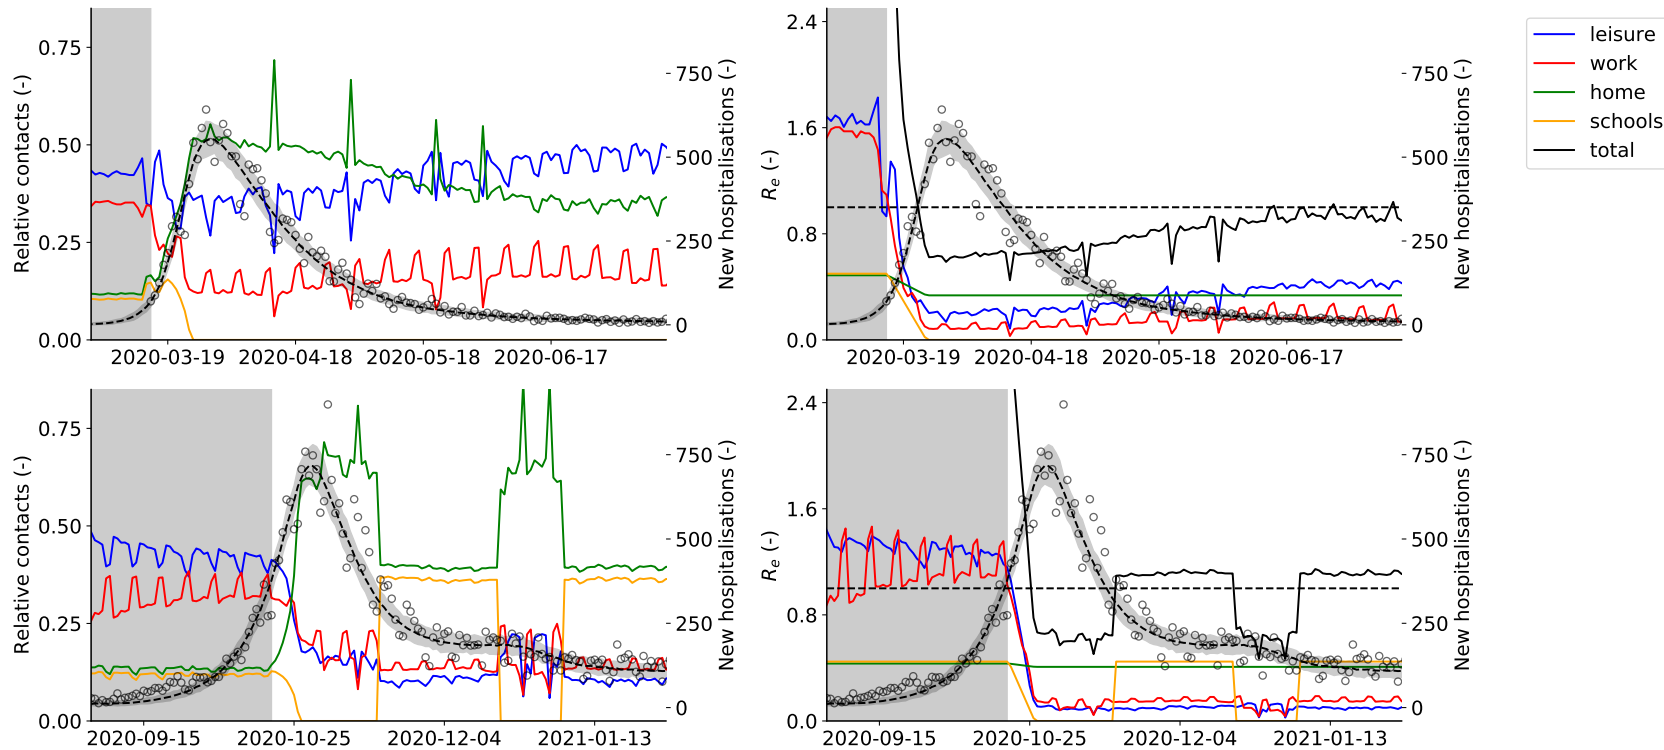 0.75
0.50
0.25
0.00
Relative contacts (-)
750
500
250
0
New hospitalisations (-)
2020-03-19 2020-04-18 2020-05-18 2020-06-17
2.4
1.6
0.8
0.0
Re (-)
750
500
250
0
New hospitalisations (-)
2020-03-19 2020-04-18 2020-05-18 2020-06-17
leisure
work
home
schools
total
0.75
0.50
0.25
0.00
Relative contacts (-)
750
500
250
0
New hospitalisations (-)
2020-09-15 2020-10-25 2020-12-04 2021-01-13
2.4
1.6
0.8
0.0
Re (-)
750
500
250
0
New hospitalisations (-)
2020-09-15 2020-10-25 2020-12-04 2021-01-13